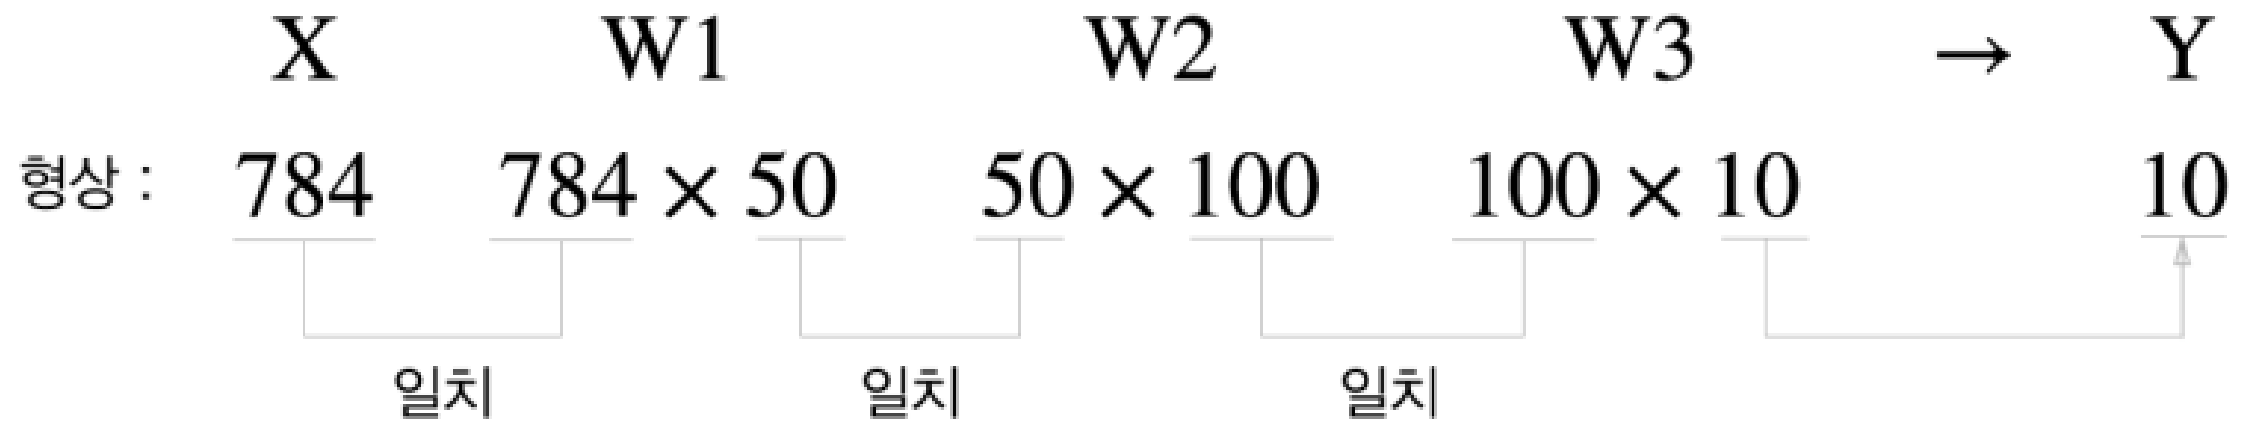 X W1 W2 W3 → Y
형상 : 784 784 × 50 50 × 100 100 × 10 10
일치 일치 일치